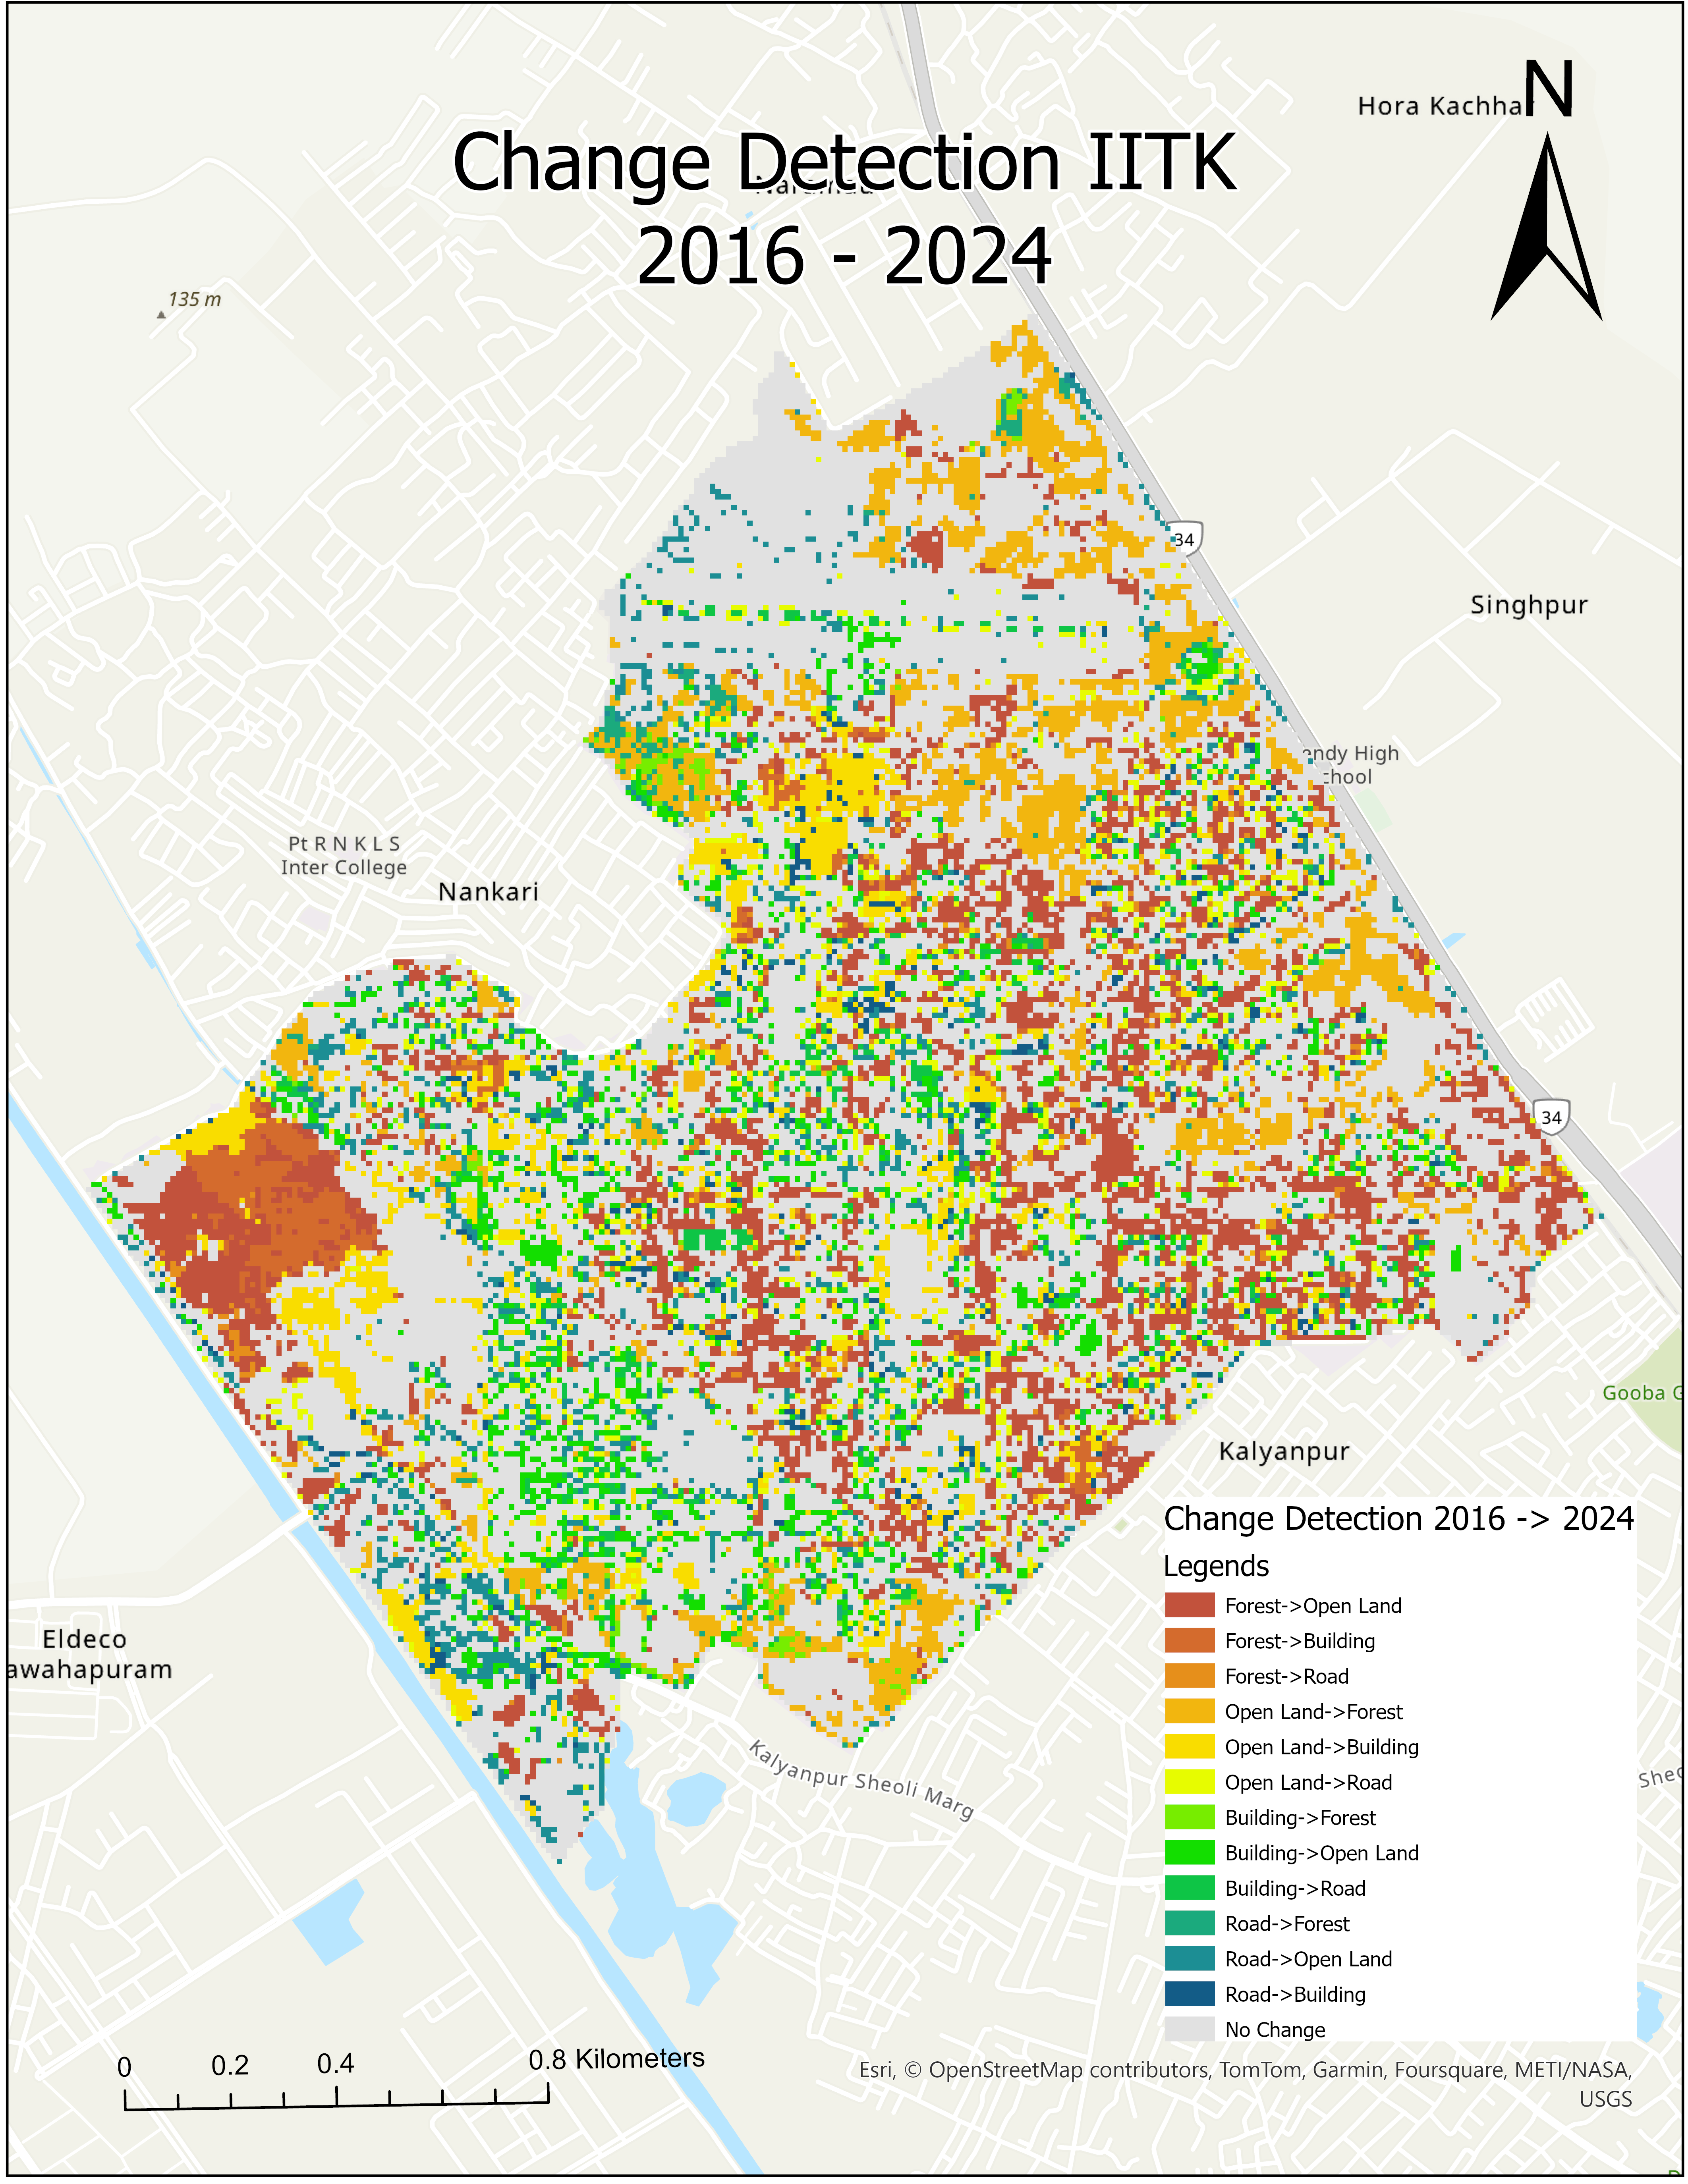 Hora Kachhar
N
Change Detection IITK
2016 - 2024
135 m
34
Singhpur
endy High
chool
Pt R N K L S
Inter College
Nankari
34
Gooba G
Kalyanpur
Change Detection 2016 -> 2024
Legends
Forest->Open Land
Forest->Building
Forest->Road
Open Land->Forest
Open Land->Building
Open Land->Road
Building->Forest
Building->Open Land
Building->Road
Road->Forest
Road->Open Land
Road->Building
No Change
Eldeco
awahapuram
Kalyanpur Sheoli Marg
Sheo
0 0.2 0.4 0.8 Kilometers
Esri, © OpenStreetMap contributors, TomTom, Garmin, Foursquare, METI/NASA,
USGS